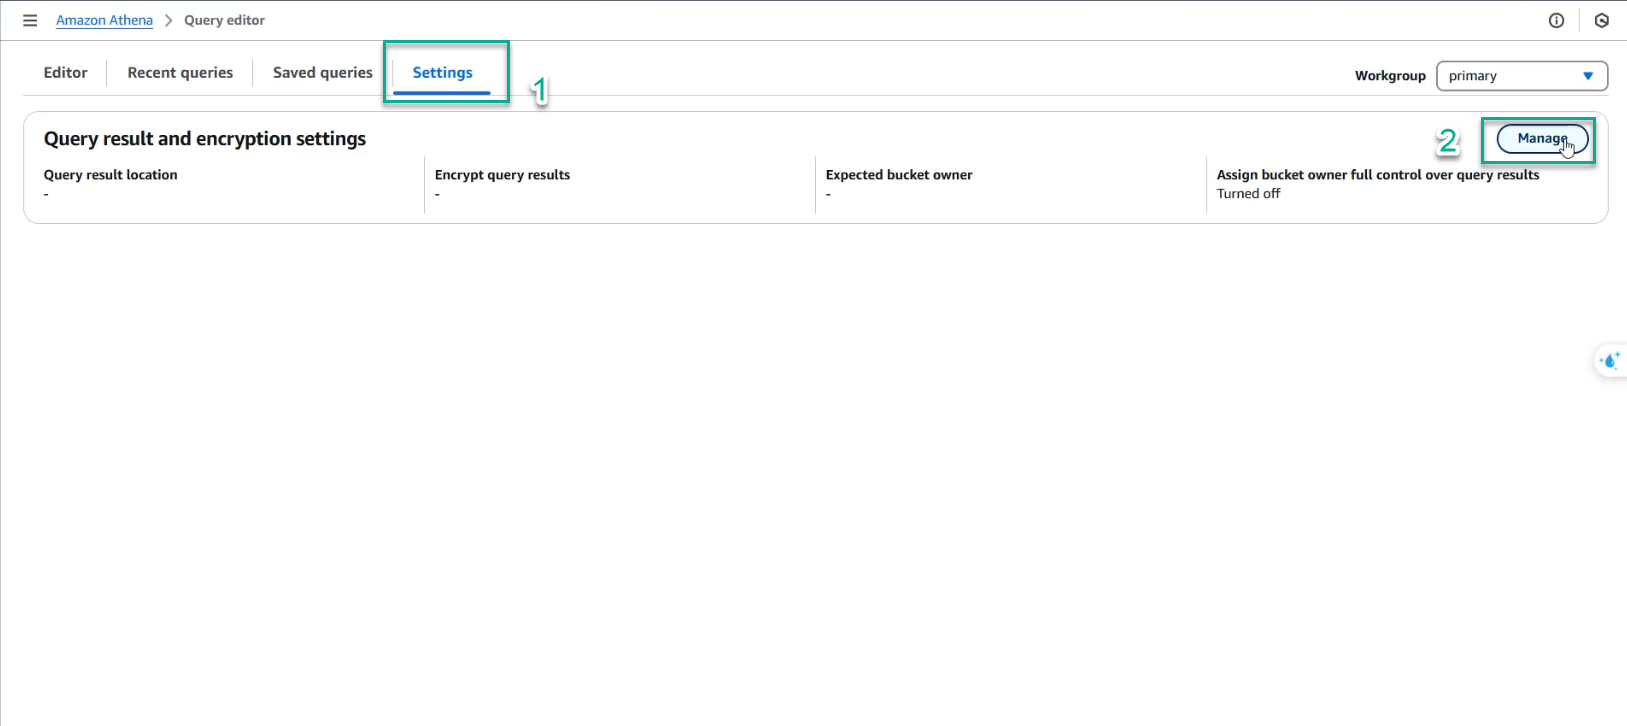 Amazon Athena > Query editor
Editor
Recent queries
Saved queries
Settings
1
Workgroup
primary
Query result and encryption settings
2
Manage
Query result location
-
Encrypt query results
-
Expected bucket owner
-
Assign bucket owner full control over query results
Turned off